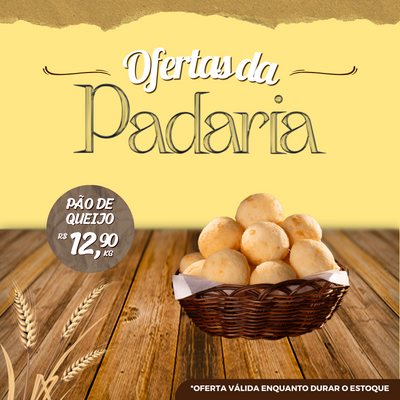 Ofertas da
Padaria
PÃO DE
QUEIJO
R$ 12,90
KG
*OFERTA VÁLIDA ENQUANTO DURAR O ESTOQUE